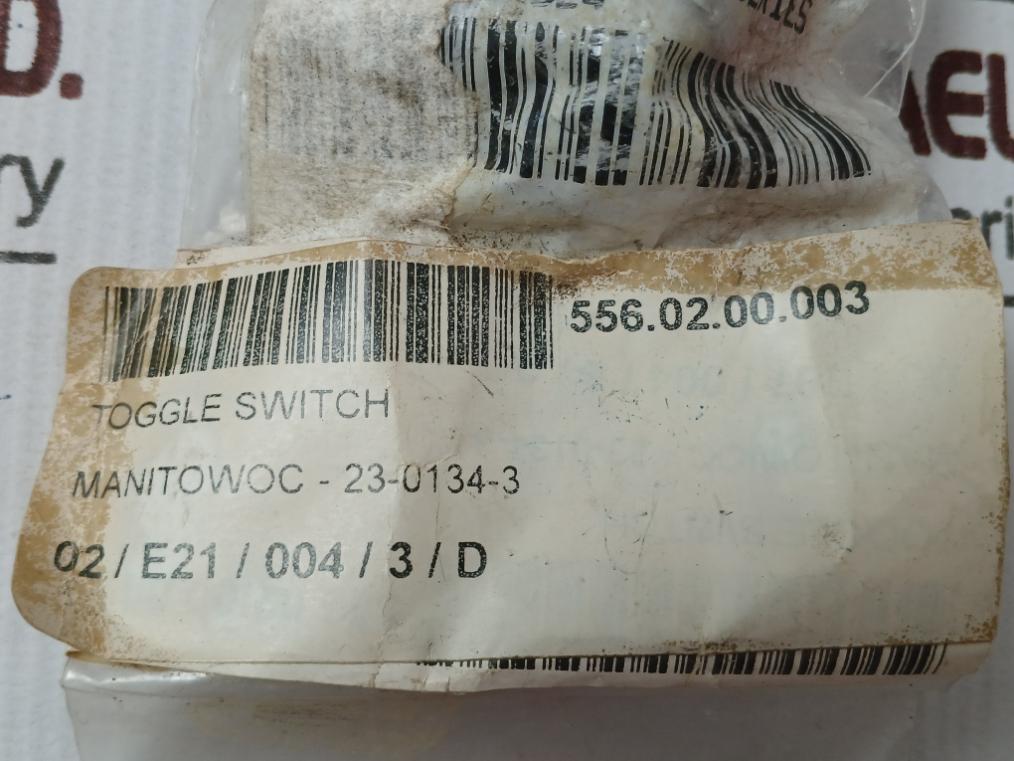 556.02.00.003
TOGGLE SWITCH
MANITOWOC - 23-0134-3
02 / E21 / 004 / 3 / D